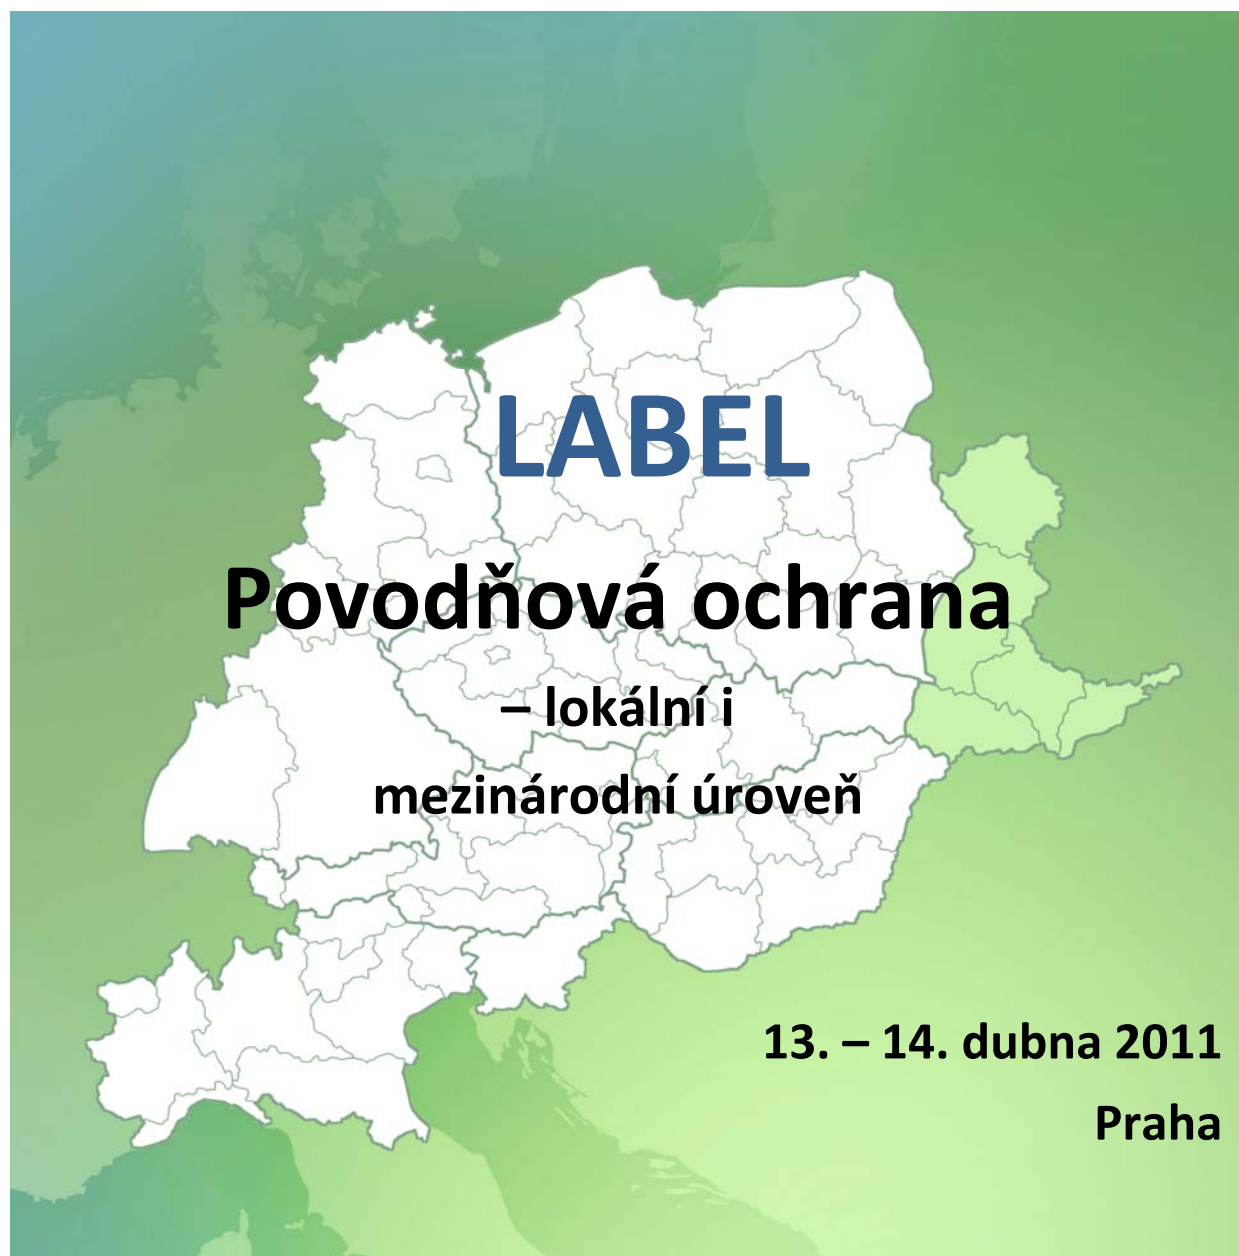 LABEL
Povodňová ochrana
– lokální i
mezinárodní úroveň
13. – 14. dubna 2011
Praha